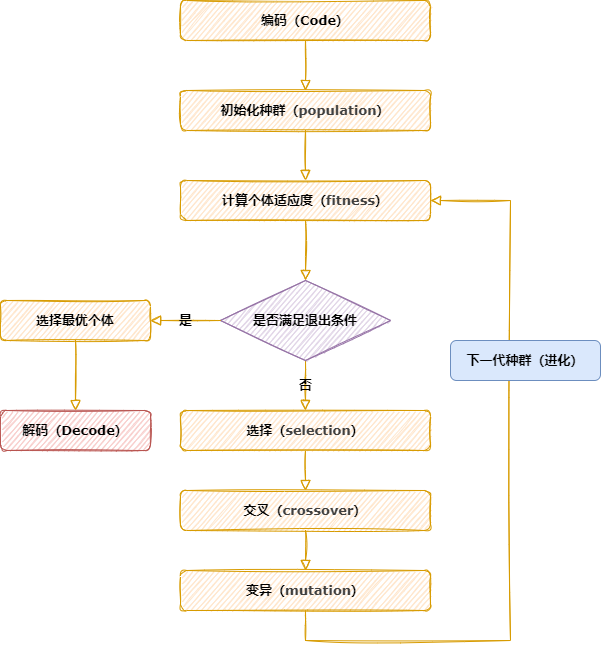 编码（Code）
初始化种群（population）
计算个体适应度（fitness）
是否满足退出条件
是
选择最优个体
下一代种群（进化）
否
解码（Decode）
选择（selection）
交叉（crossover）
变异（mutation）